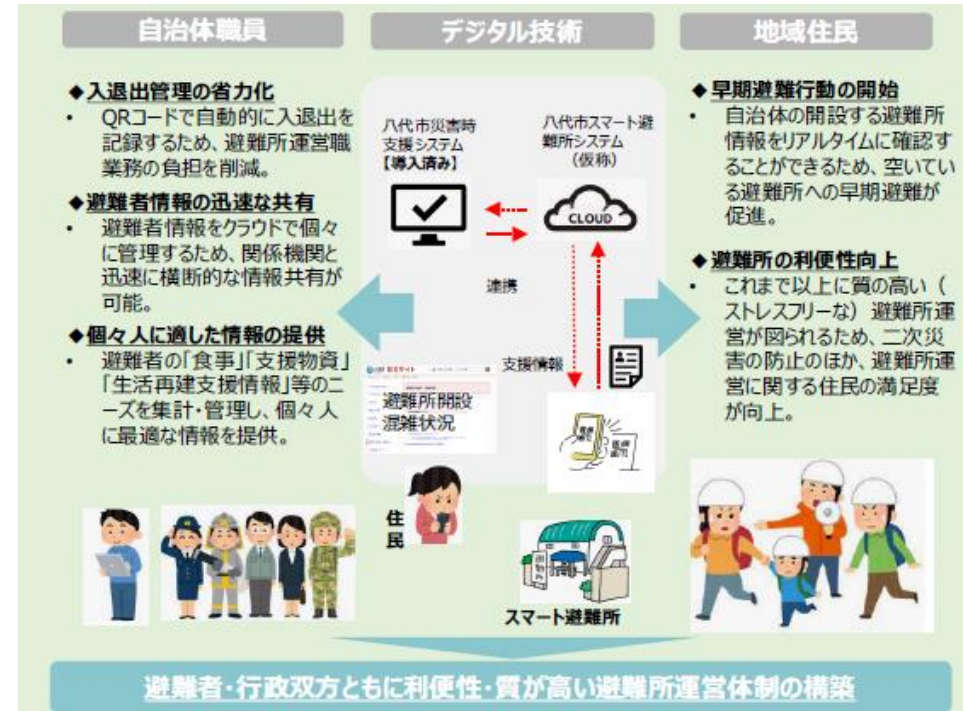 自治体職員
◆入退出管理の省力化
• QRコードで自動的に入退出を
記録するため、避難所運営職
業務の負担を削減。
◆避難者情報の迅速な共有
• 避難者情報をクラウドで個々
に管理するため、関係機関と
迅速に横断的な情報共有が
可能。
◆個々人に適した情報の提供
• 避難者の「食事」「支援物資」
「生活再建支援情報」等のニ
ーズを集計・管理し、個々人
に最適な情報を提供。
デジタル技術
八代市災害時
支援システム
【導入済み】
八代市スマート避
難所システム
(仮称)
CLOUD
連携
支援情報
避難所開設
混雑状況
住
民
スマート避難所
地域住民
◆早期避難行動の開始
• 自治体の開設する避難所
情報をリアルタイムに確認す
ることができるため、空いてい
る避難所への早期避難が
促進。
◆避難所の利便性向上
• これまで以上に質の高い(
ストレスフリーな)避難所運
営が図られるため、二次災
害の防止のほか、避難所運
営に関する住民の満足度
が向上。
避難者・行政双方ともに利便性・質が高い避難所運営体制の構築